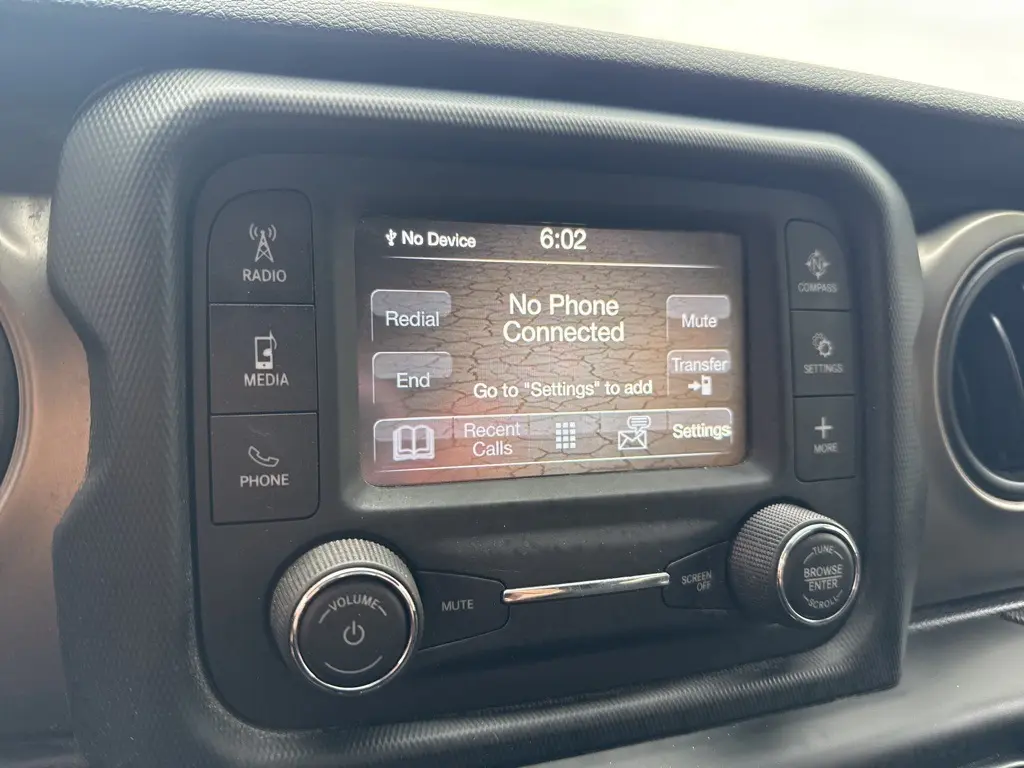 RADIO
MEDIA
PHONE
No Device
6:02
Redial
No Phone
Connected
Mute
End
Go to "Settings" to add
Transfer
Recent
Calls
Settings
N
COMPASS
SETTINGS
MORE
VOLUME
MUTE
SCREEN
OFF
TUNE
BROWSE
ENTER
SCROLL